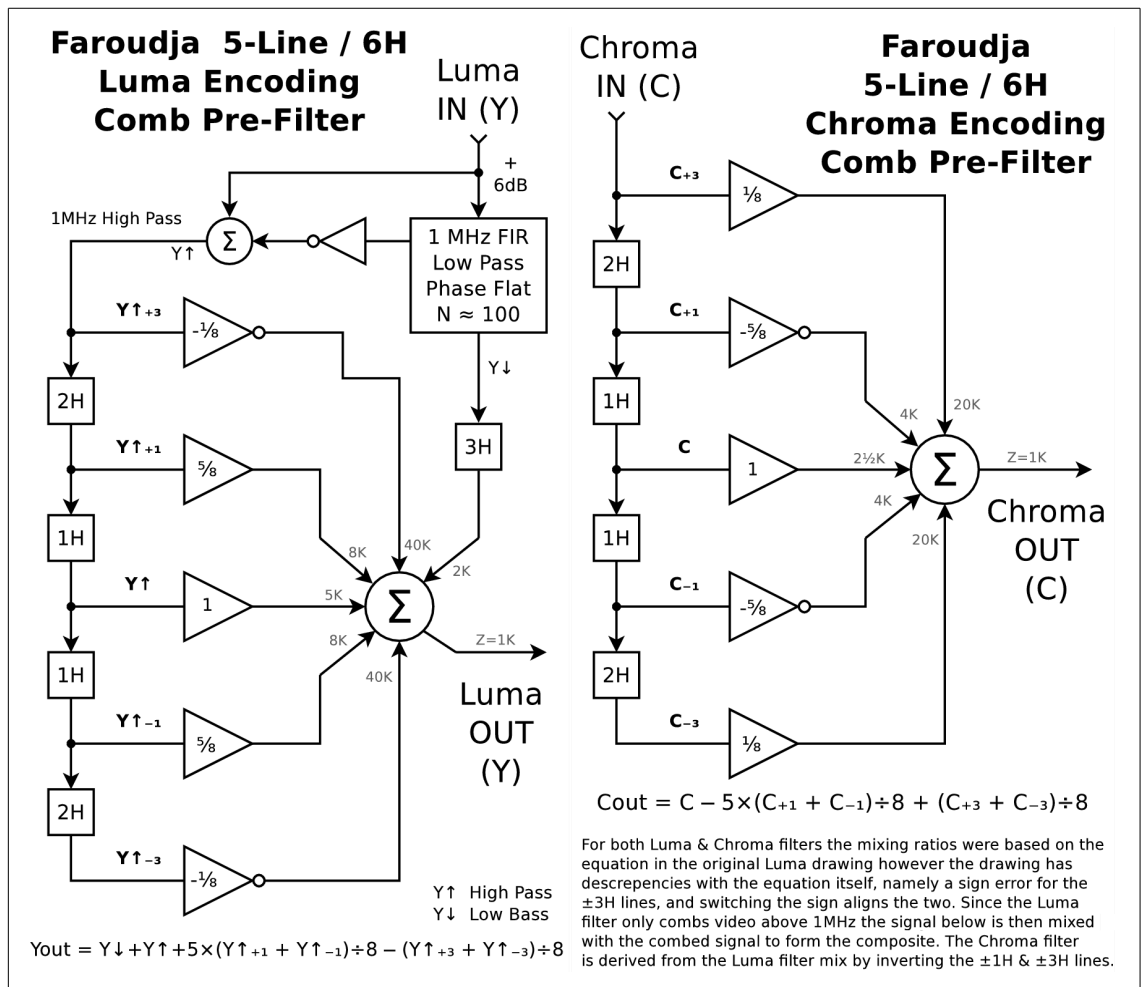 Faroudja 5-Line / 6H
Luma Encoding
Comb Pre-Filter
Luma
IN (Y)
+
6dB
1MHz High Pass
Y↑
Σ
1 MHz FIR
Low Pass
Phase Flat
N ≈ 100
Y↑₊₃
-⅛
Y↓
2H
3H
Y↑₊₁
⅝
1H
8K
40K
2K
Y↑
1
5K
Σ
8K
Z=1K
1H
40K
Y↑₋₁
⅝
Luma
OUT
(Y)
2H
Y↑₋₃
-⅛
Y↑ High Pass
Y↓ Low Bass
Yout = Y↓+Y↑+5×(Y↑₊₁ + Y↑₋₁)÷8 − (Y↑₊₃ + Y↑₋₃)÷8
Chroma
IN (C)
Faroudja
5-Line / 6H
Chroma Encoding
Comb Pre-Filter
C₊₃
⅛
2H
C₊₁
-⅝
1H
4K
20K
C
1
2½K
Σ
Z=1K
4K
1H
20K
Chroma
OUT
(C)
C₋₁
-⅝
2H
C₋₃
⅛
Cout = C − 5×(C₊₁ + C₋₁)÷8 + (C₊₃ + C₋₃)÷8
For both Luma & Chroma filters the mixing ratios were based on the
equation in the original Luma drawing however the drawing has
descrepencies with the equation itself, namely a sign error for the
±3H lines, and switching the sign aligns the two. Since the Luma
filter only combs video above 1MHz the signal below is then mixed
with the combed signal to form the composite. The Chroma filter
is derived from the Luma filter mix by inverting the ±1H & ±3H lines.